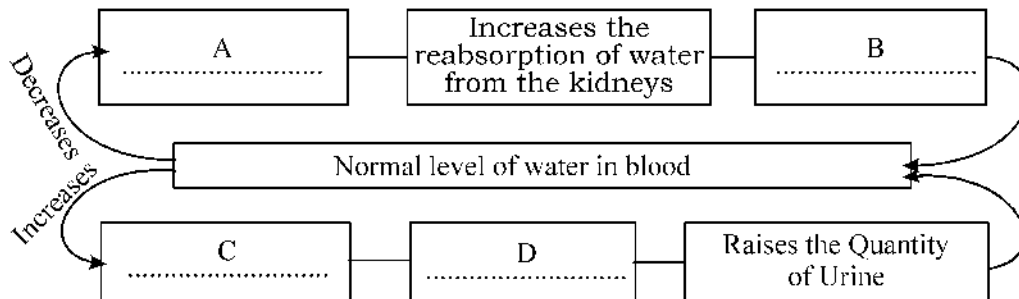 A
....................................
Increases the
reabsorption of water
from the kidneys
B
....................................
Decreases
Normal level of water in blood
Increases
C
....................................
D
....................................
Raises the Quantity
of Urine